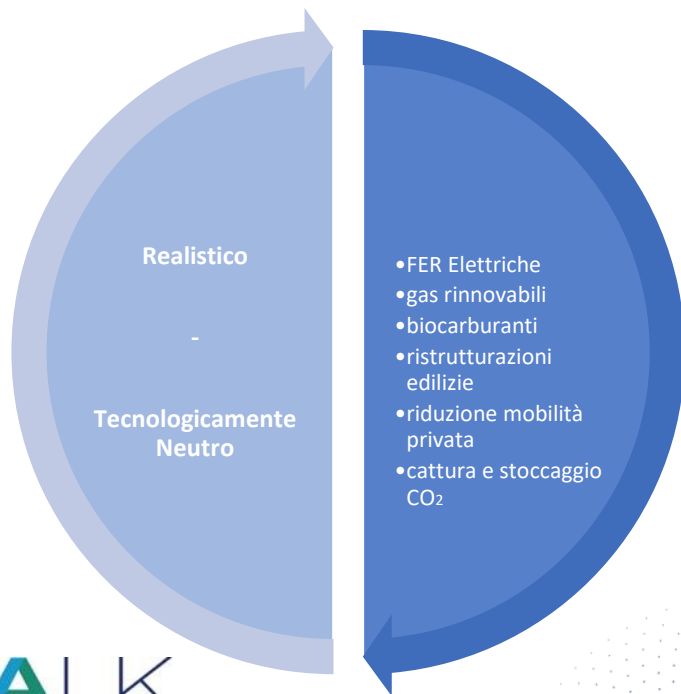 Realistico
-
Tecnologicamente
Neutro
•FER Elettriche
•gas rinnovabili
•biocarburanti
•ristrutturazioni
edilizie
•riduzione mobilità
privata
•cattura e stoccaggio
CO₂